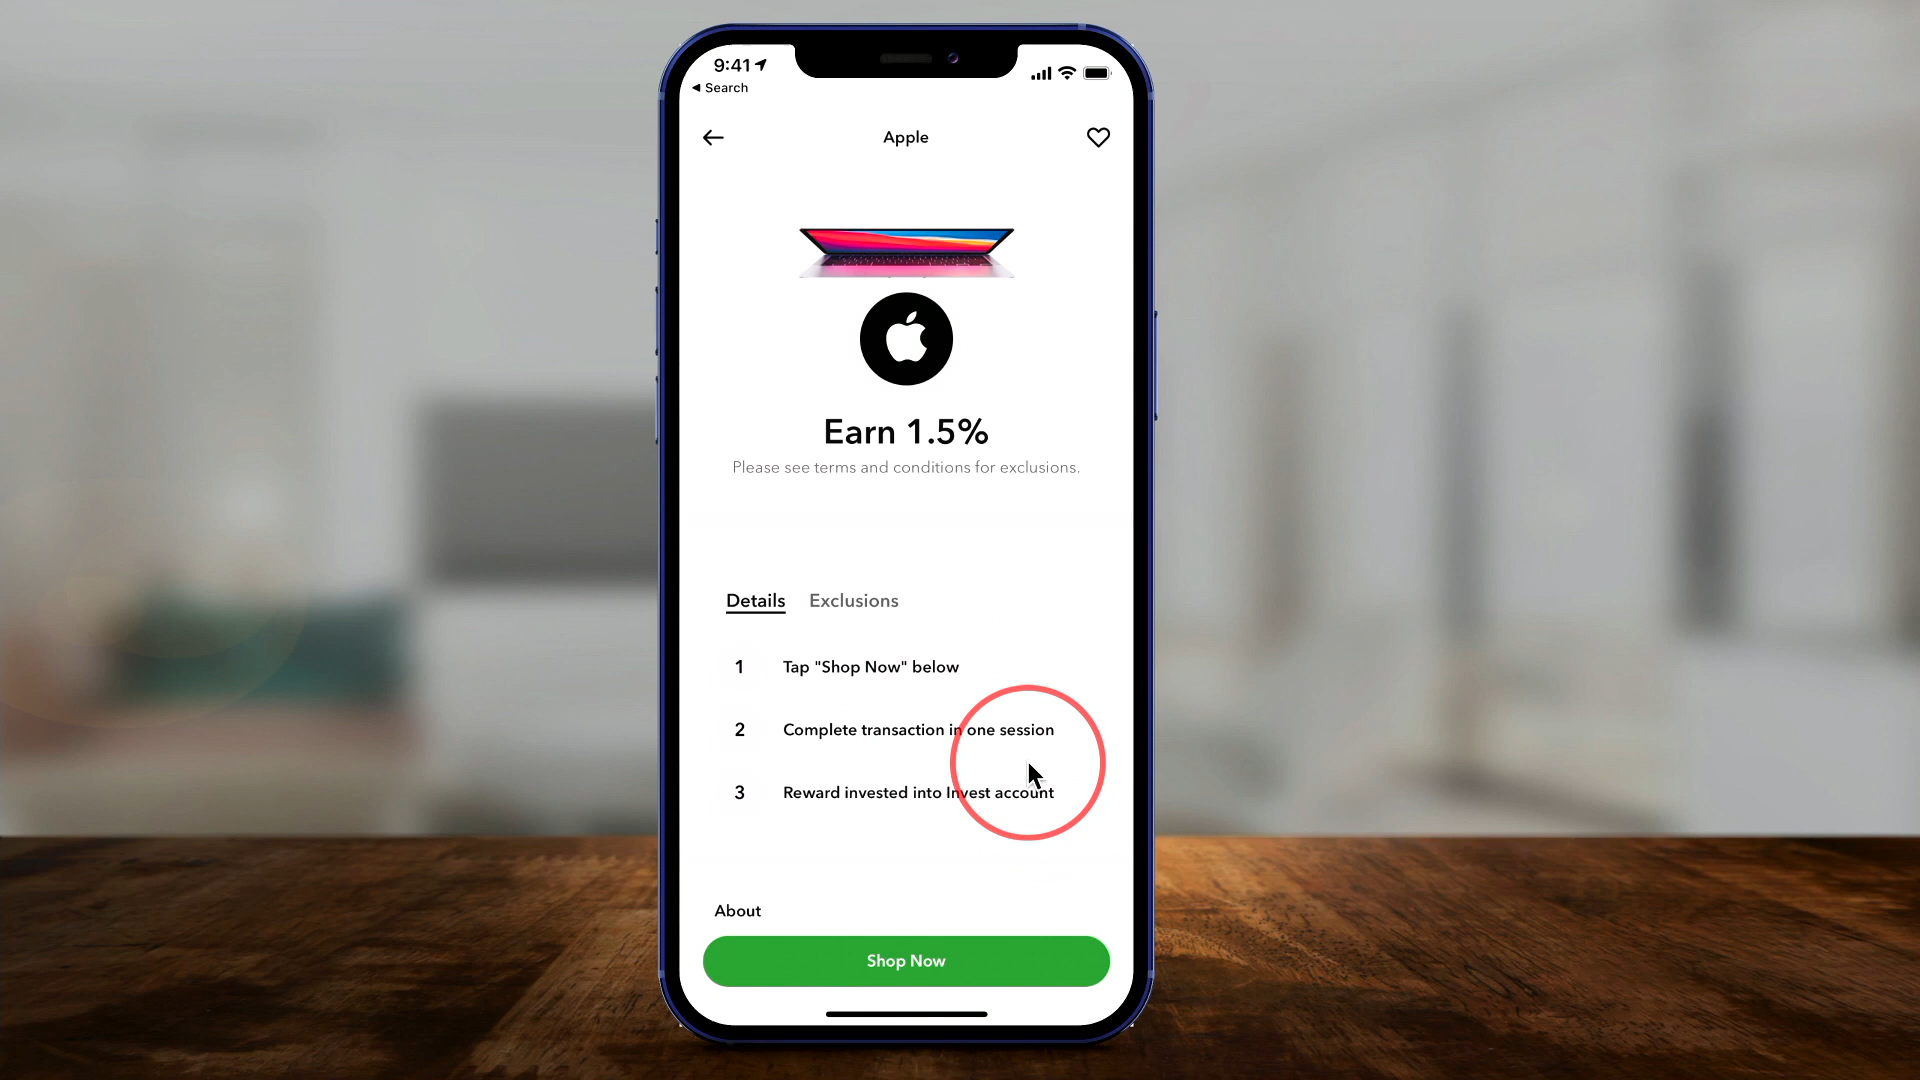 9:41
◀ Search
Apple
Earn 1.5%
Please see terms and conditions for exclusions.
Details Exclusions
1 Tap "Shop Now" below
2 Complete transaction in one session
3 Reward invested into Invest account
About
Shop Now